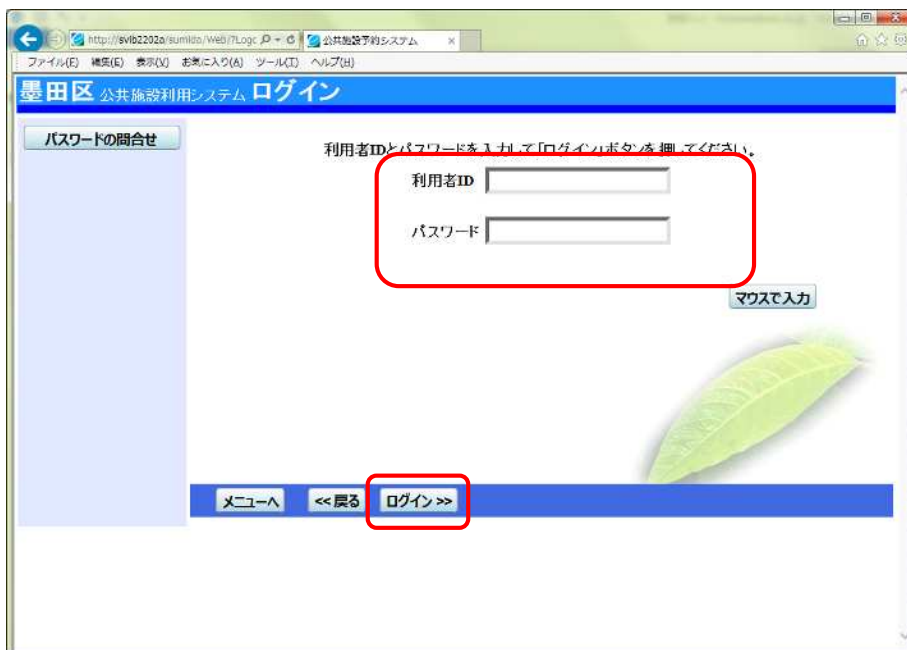 http://svib2202a/sumida/Web/?Logc
公共施設予約システム
ファイル(F) 編集(E) 表示(V) お気に入り(A) ツール(T) ヘルプ(H)
墨田区 公共施設利用システム ログイン
パスワードの問合せ
利用者IDとパスワードを入力して「ログイン」ボタンを押してください。
利用者ID
パスワード
マウスで入力
メニューへ <<戻る ログイン >>